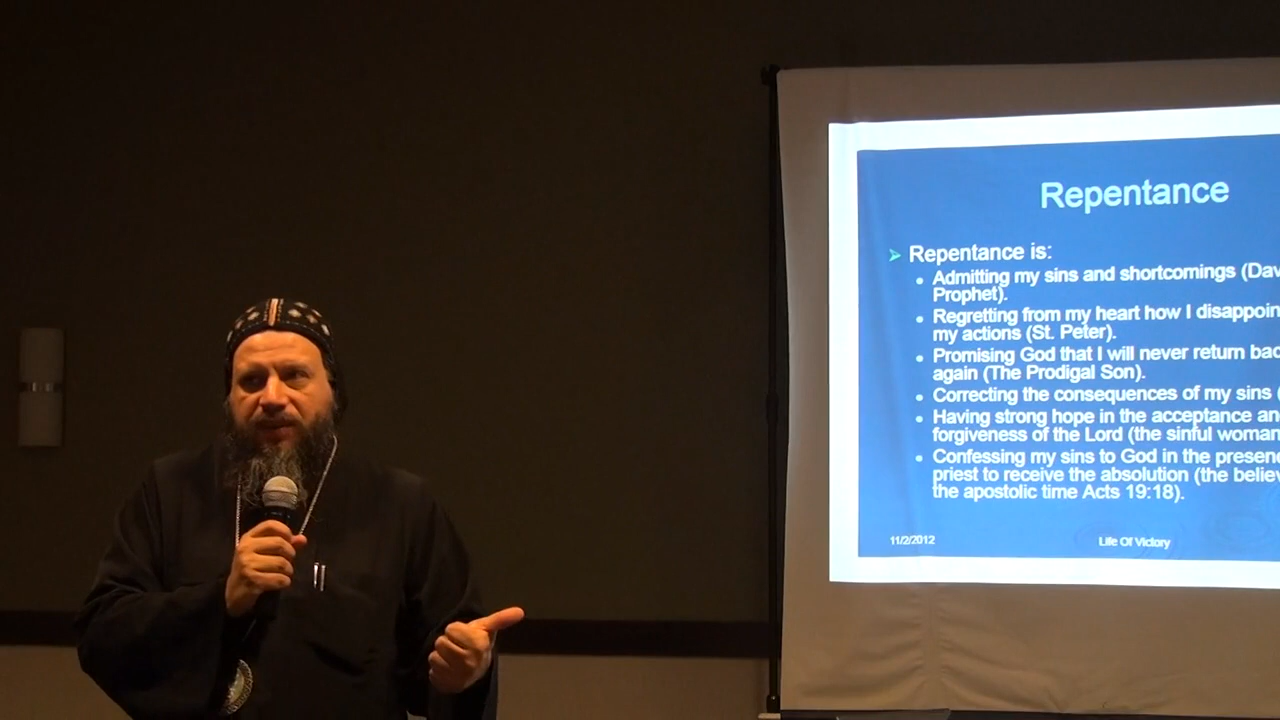 Repentance
Repentance is:
Admitting my sins and shortcomings (Dav
Prophet).
Regretting from my heart how I disappoin
my actions (St. Peter).
Promising God that I will never return bac
again (The Prodigal Son).
Correcting the consequences of my sins (
Having strong hope in the acceptance an
forgiveness of the Lord (the sinful woman
Confessing my sins to God in the presen
priest to receive the absolution (the believ
the apostolic time Acts 19:18).
11/2/2012 Life Of Victory